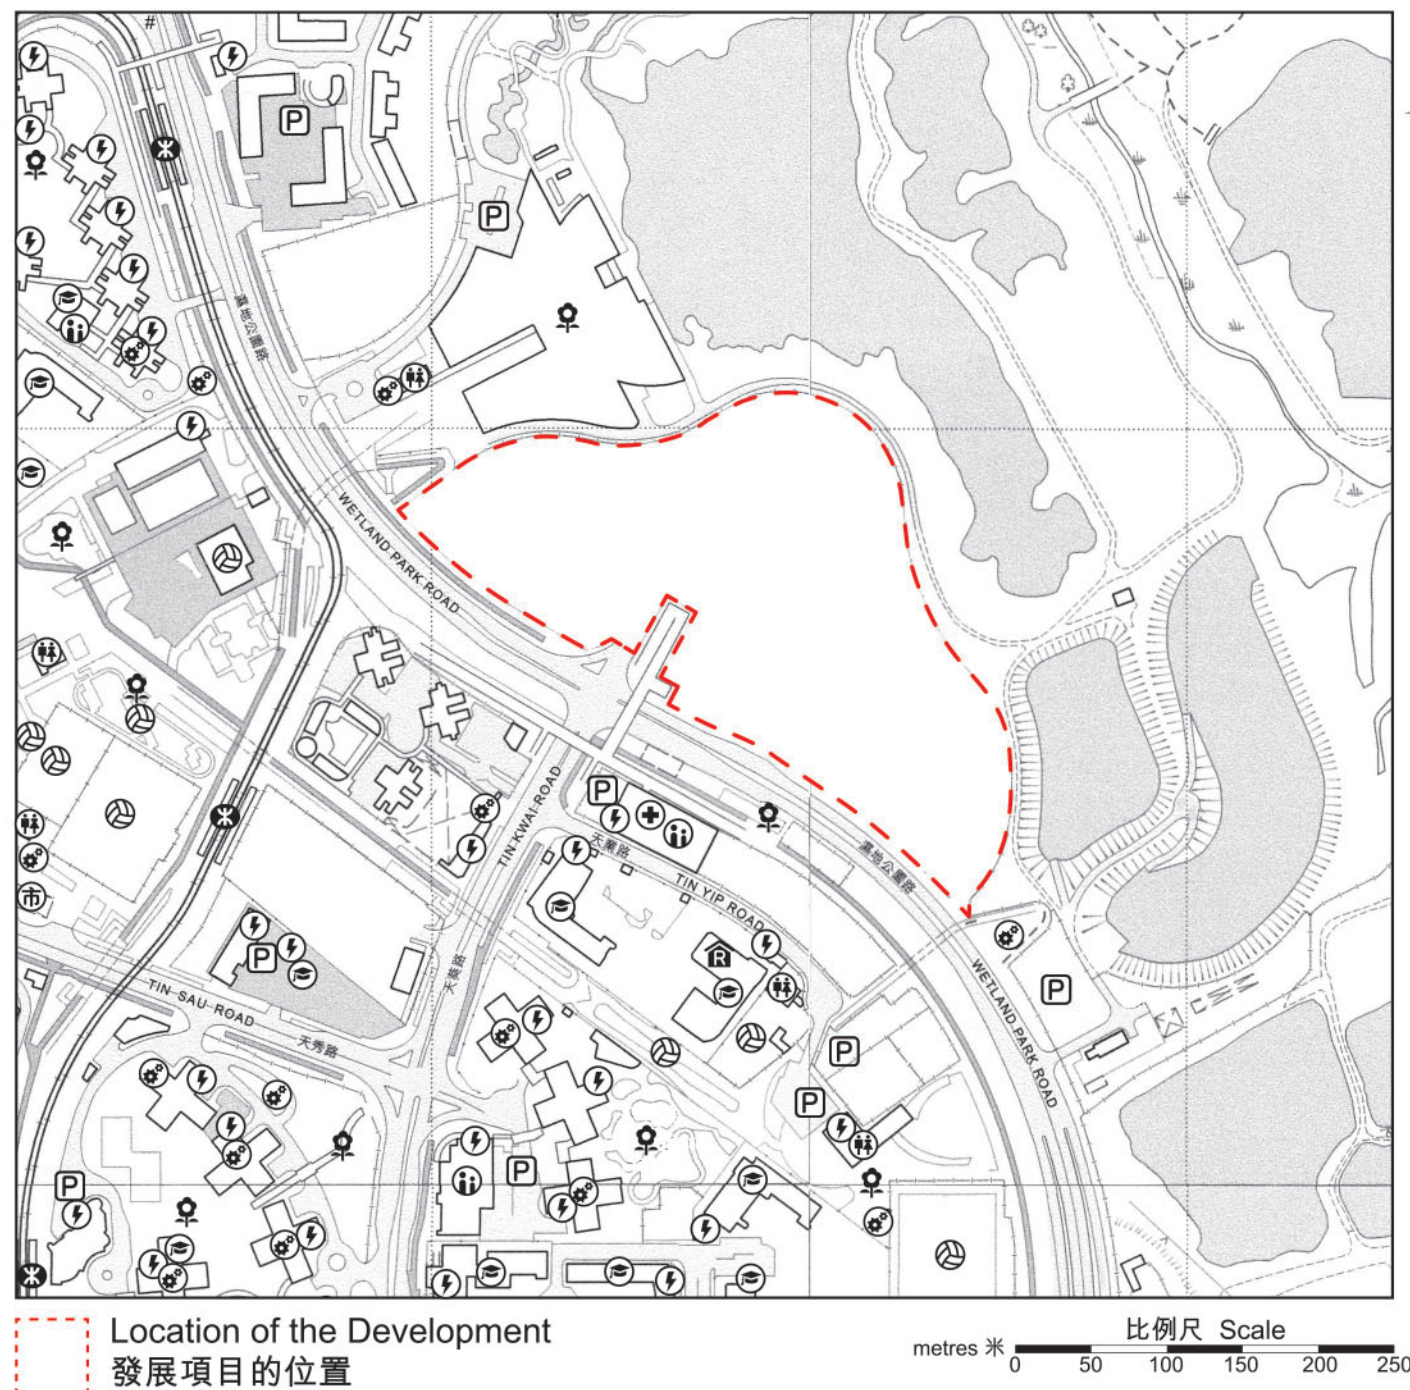 #
P
P
濕地公園路
WETLAND PARK ROAD
TIN KWAI ROAD
P
天業路
TIN YIP ROAD
濕地公園路
R
市
P
天葵路
WETLAND PARK ROAD
P
TIN SAU ROAD
天秀路
P
P
P
P
Location of the Development
發展項目的位置
比例尺 Scale
metres 米
0 50 100 150 200 250